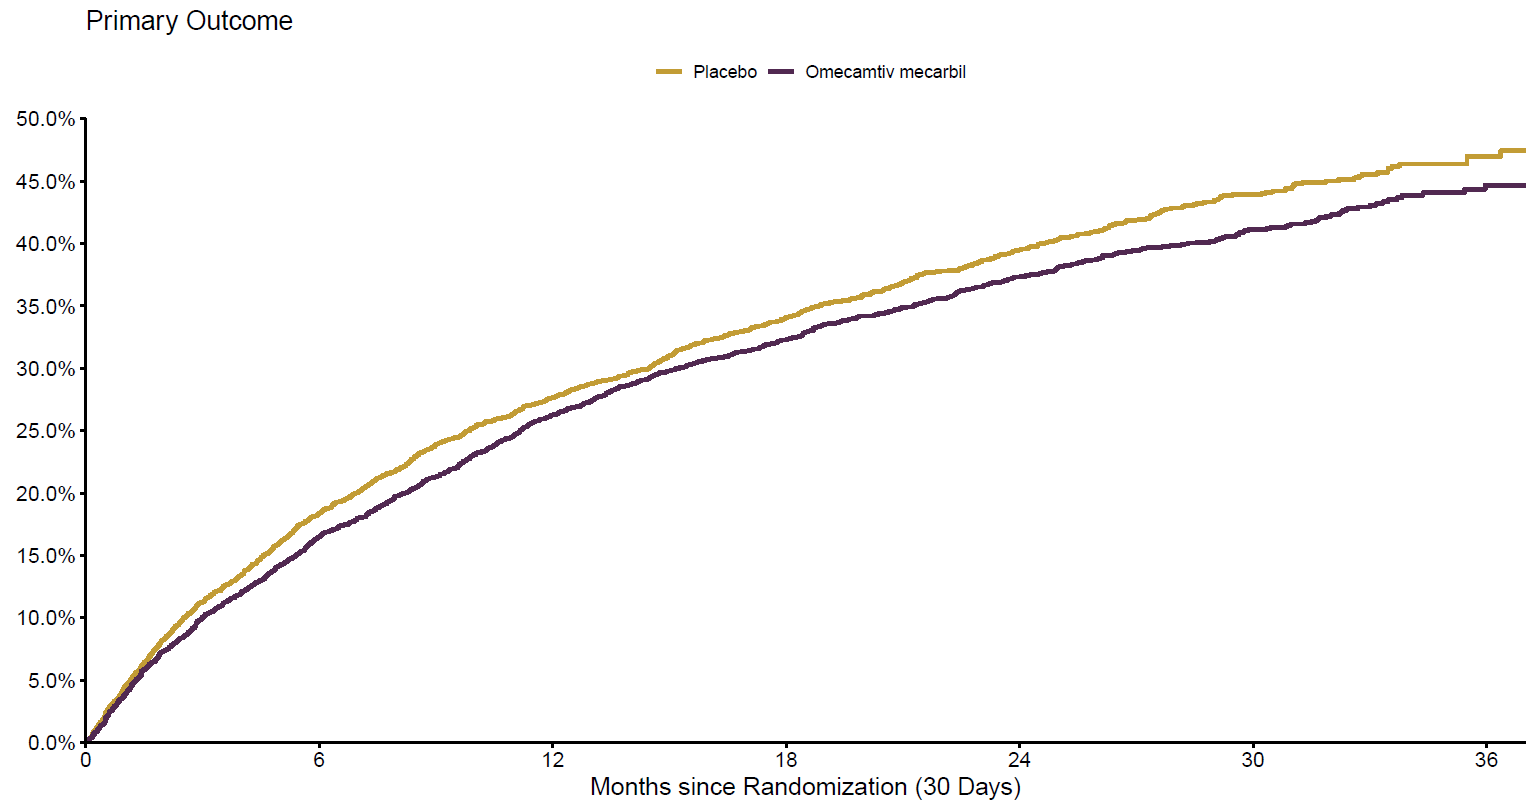 Primary Outcome
Placebo Omecamtiv mecarbil
50.0%
45.0%
40.0%
35.0%
30.0%
25.0%
20.0%
15.0%
10.0%
5.0%
0.0%
0 6 12 18 24 30 36
Months since Randomization (30 Days)